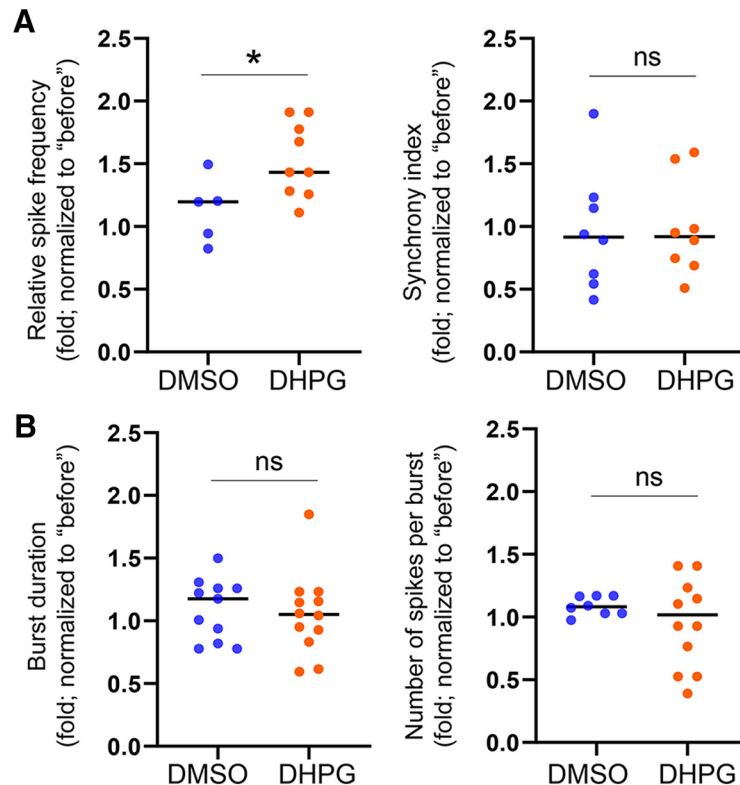 A
Relative spike frequency
(fold; normalized to “before”)
2.5
2.0
1.5
1.0
0.5
0.0
*
DMSO DHPG
Synchrony index
(fold; normalized to “before”)
2.5
2.0
1.5
1.0
0.5
0.0
ns
DMSO DHPG
B
Burst duration
(fold; normalized to “before”)
2.5
2.0
1.5
1.0
0.5
0.0
ns
DMSO DHPG
Number of spikes per burst
(fold; normalized to “before”)
2.5
2.0
1.5
1.0
0.5
0.0
ns
DMSO DHPG